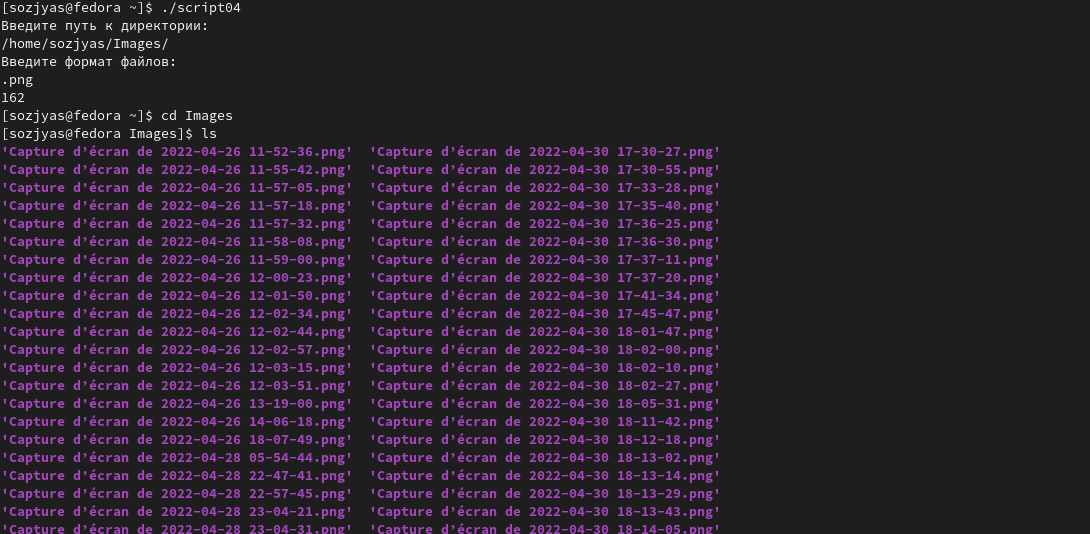 [sozjyas@fedora ~]$ ./script04
Введите путь к директории:
/home/sozjyas/Images/
Введите формат файлов:
.png
162
[sozjyas@fedora ~]$ cd Images
[sozjyas@fedora Images]$ ls
'Capture d’écran de 2022-04-26 11-52-36.png'  'Capture d’écran de 2022-04-30 17-30-27.png'
'Capture d’écran de 2022-04-26 11-55-42.png'  'Capture d’écran de 2022-04-30 17-30-55.png'
'Capture d’écran de 2022-04-26 11-57-05.png'  'Capture d’écran de 2022-04-30 17-33-28.png'
'Capture d’écran de 2022-04-26 11-57-18.png'  'Capture d’écran de 2022-04-30 17-35-40.png'
'Capture d’écran de 2022-04-26 11-57-32.png'  'Capture d’écran de 2022-04-30 17-36-25.png'
'Capture d’écran de 2022-04-26 11-58-08.png'  'Capture d’écran de 2022-04-30 17-36-30.png'
'Capture d’écran de 2022-04-26 11-59-00.png'  'Capture d’écran de 2022-04-30 17-37-11.png'
'Capture d’écran de 2022-04-26 12-00-23.png'  'Capture d’écran de 2022-04-30 17-37-20.png'
'Capture d’écran de 2022-04-26 12-01-50.png'  'Capture d’écran de 2022-04-30 17-41-34.png'
'Capture d’écran de 2022-04-26 12-02-34.png'  'Capture d’écran de 2022-04-30 17-45-47.png'
'Capture d’écran de 2022-04-26 12-02-44.png'  'Capture d’écran de 2022-04-30 18-01-47.png'
'Capture d’écran de 2022-04-26 12-02-57.png'  'Capture d’écran de 2022-04-30 18-02-00.png'
'Capture d’écran de 2022-04-26 12-03-15.png'  'Capture d’écran de 2022-04-30 18-02-10.png'
'Capture d’écran de 2022-04-26 12-03-51.png'  'Capture d’écran de 2022-04-30 18-02-27.png'
'Capture d’écran de 2022-04-26 13-19-00.png'  'Capture d’écran de 2022-04-30 18-05-31.png'
'Capture d’écran de 2022-04-26 14-06-18.png'  'Capture d’écran de 2022-04-30 18-11-42.png'
'Capture d’écran de 2022-04-26 18-07-49.png'  'Capture d’écran de 2022-04-30 18-12-18.png'
'Capture d’écran de 2022-04-28 05-54-44.png'  'Capture d’écran de 2022-04-30 18-13-02.png'
'Capture d’écran de 2022-04-28 22-47-41.png'  'Capture d’écran de 2022-04-30 18-13-14.png'
'Capture d’écran de 2022-04-28 22-57-45.png'  'Capture d’écran de 2022-04-30 18-13-29.png'
'Capture d’écran de 2022-04-28 23-04-21.png'  'Capture d’écran de 2022-04-30 18-13-43.png'
'Capture d’écran de 2022-04-28 23-04-31.png'  'Capture d’écran de 2022-04-30 18-14-05.png'